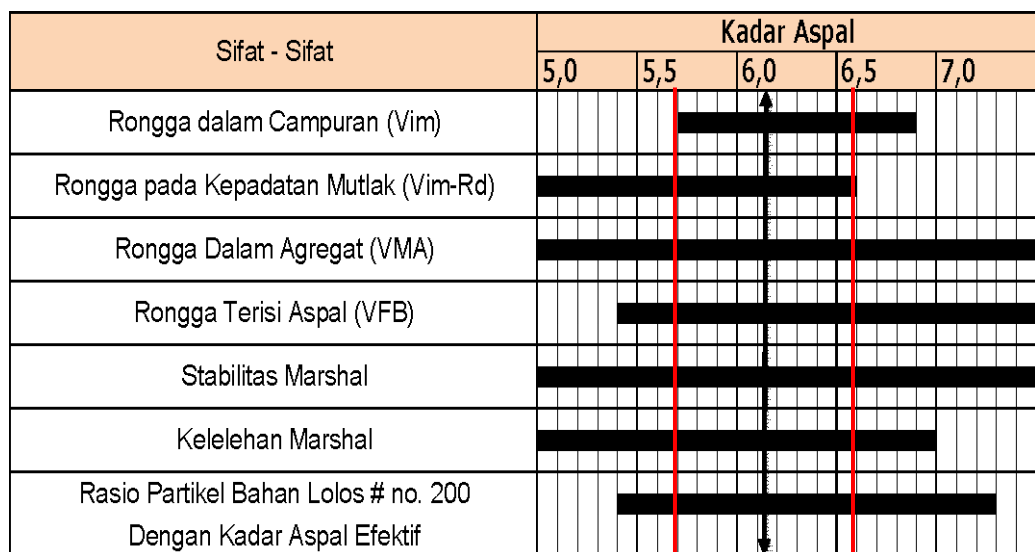 Sifat - Sifat
Kadar Aspal
5,0 5,5 6,0 6,5 7,0
Rongga dalam Campuran (Vim)
Rongga pada Kepadatan Mutlak (Vim-Rd)
Rongga Dalam Agregat (VMA)
Rongga Terisi Aspal (VFB)
Stabilitas Marshal
Kelelehan Marshal
Rasio Partikel Bahan Lolos # no. 200
Dengan Kadar Aspal Efektif